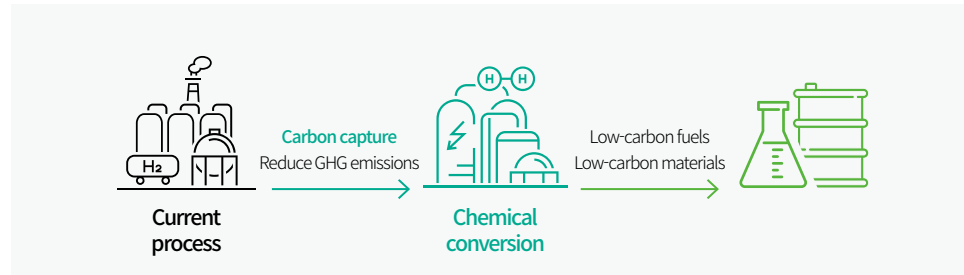 H H
H2
Carbon capture
Reduce GHG emissions
Low-carbon fuels
Low-carbon materials
Current
process
Chemical
conversion